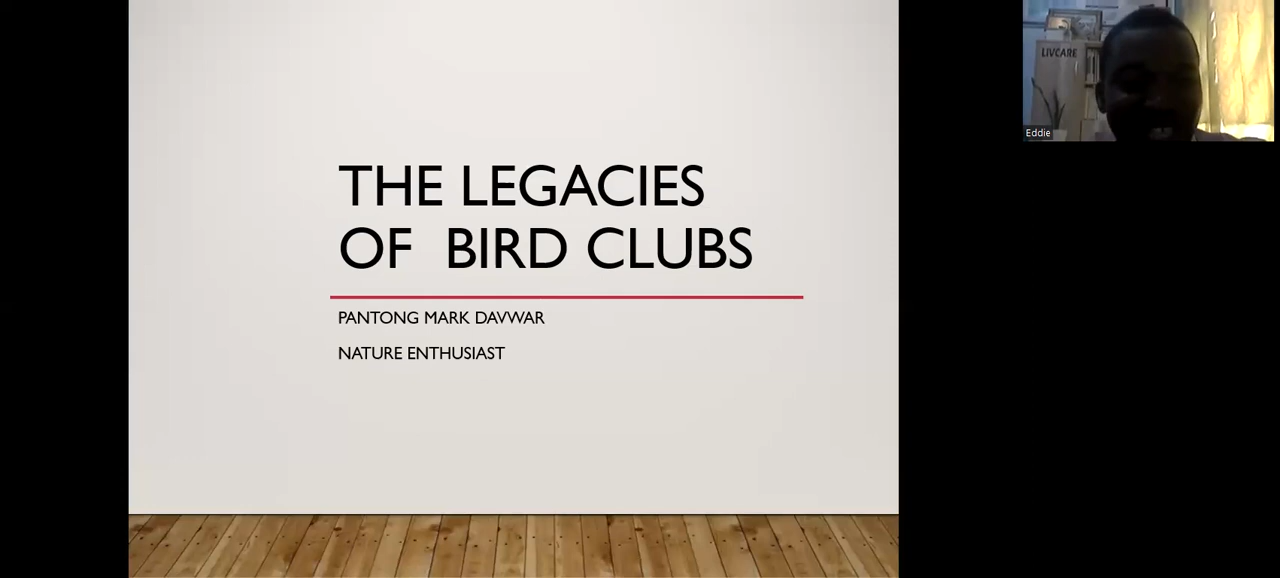 THE LEGACIES
OF BIRD CLUBS
PANTONG MARK DAVWAR
NATURE ENTHUSIAST
LIVCARE
Eddie